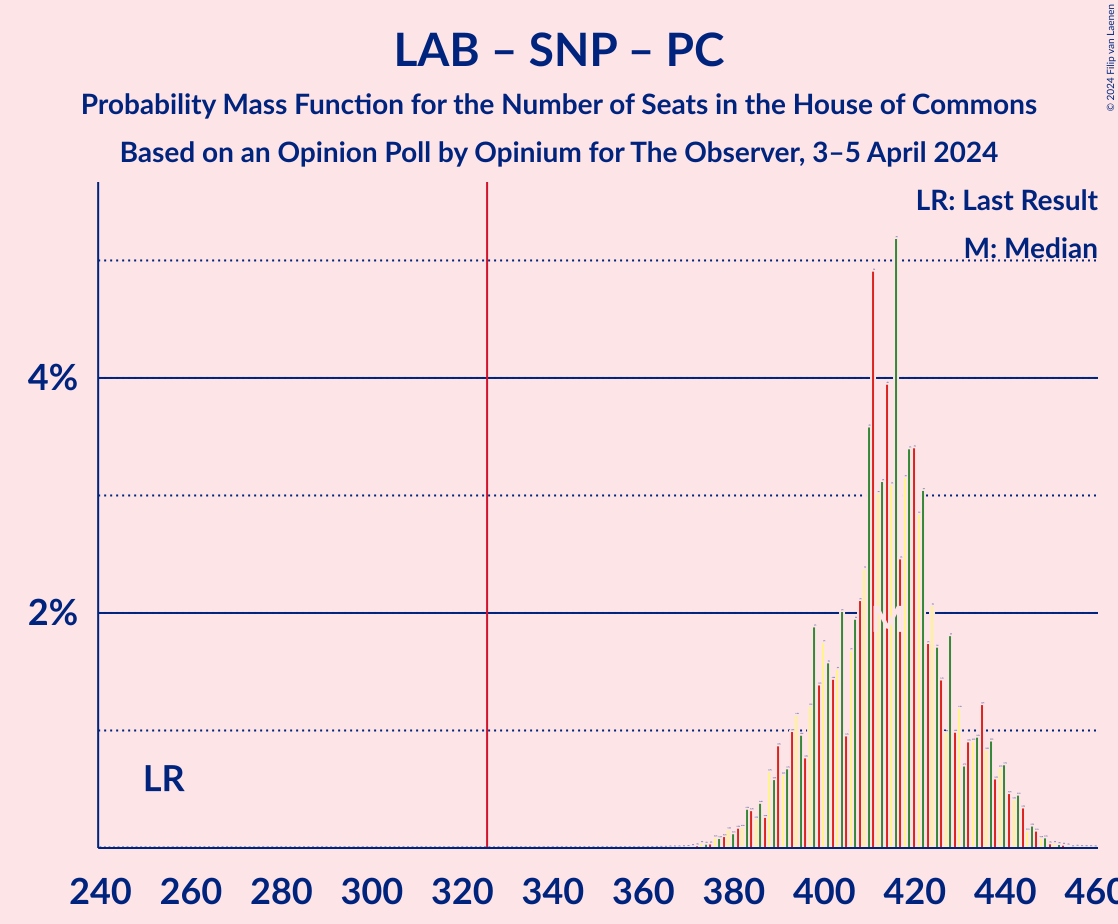 LAB – SNP – PC
Probability Mass Function for the Number of Seats in the House of Commons
Based on an Opinion Poll by Opinium for The Observer, 3–5 April 2024
© 2024 Filip van Laenen
LR: Last Result
M: Median
4%
2%
LR
M
240 260 280 300 320 340 360 380 400 420 440 460